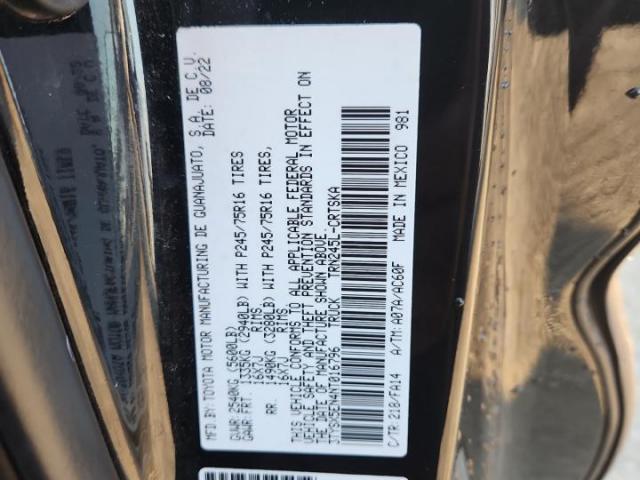 MFD.BY:TOYOTA MOTOR MANUFACTURING DE GUANAJUATO, S.A. DE C.V.
DATE: 08/22
GVWR 2540KG (5600LB)
GAWR FRT. 1335KG (2940LB) WITH P245/75R16 TIRES
16X7J RIMS
RR. 1490KG (3280LB) WITH P245/75R16 TIRES
16X7J RIMS
THIS VEHICLE CONFORMS TO ALL APPLICABLE FEDERAL MOTOR
VEHICLE SAFETY AND THEFT PREVENTION STANDARDS IN EFFECT ON
THE DATE OF MANUFACTURE SHOWN ABOVE.
TRUCK
TRN245L-CRTSKA
C/TR:218/FA14 A/TM:A07A/AC60F MADE IN MEXICO 981